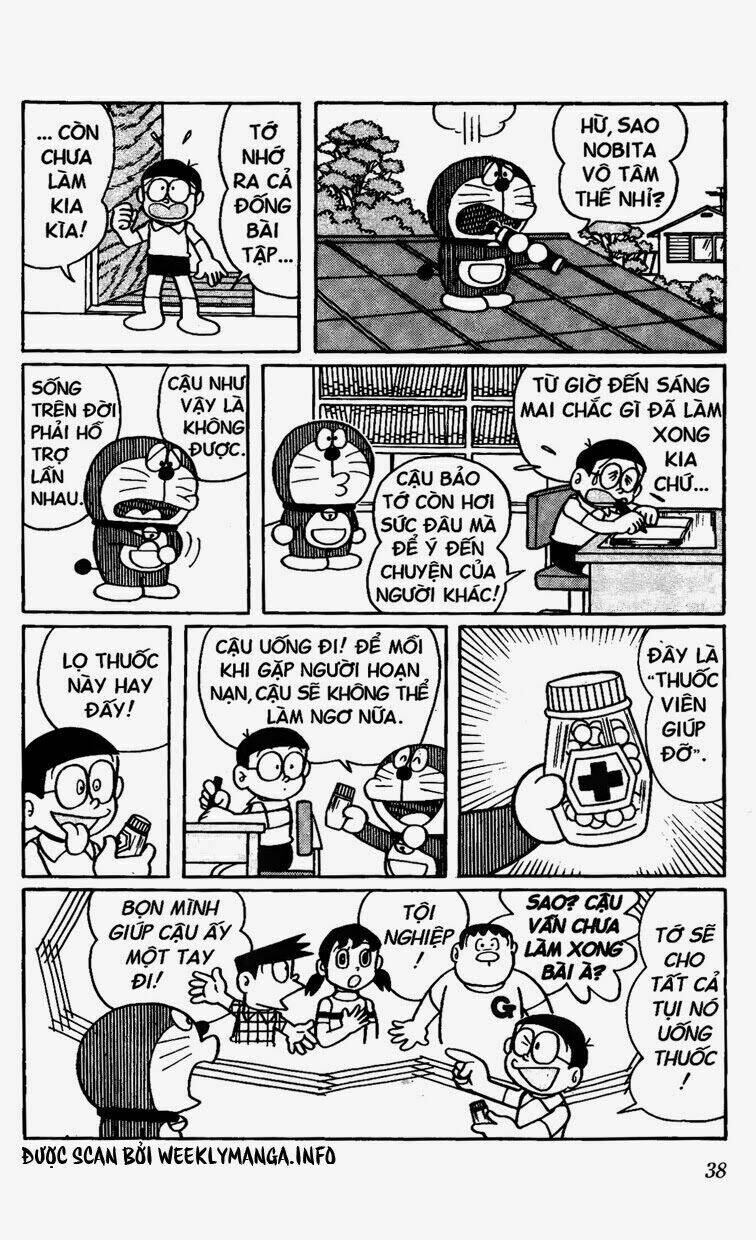 HỪ, SAO
NOBITA
VÔ TÂM
THẾ NHỈ?
TỚ
NHỚ
RA CẢ
ĐỐNG
BÀI
TẬP...
... CÒN
CHƯA
LÀM
KIA
KÌA!
TỪ GIỜ ĐẾN SÁNG
MAI CHẮC GÌ ĐÃ LÀM
XONG
KIA
CHỨ...
CẬU BẢO
TỚ CÒN HƠI
SỨC ĐÂU MÀ
ĐỂ Ý ĐẾN
CHUYỆN CỦA
NGƯỜI KHÁC!
CẬU NHƯ
VẬY LÀ
KHÔNG
ĐƯỢC.
SỐNG
TRÊN ĐỜI
PHẢI HỖ
TRỢ
LẪN
NHAU.
ĐÂY LÀ
"THUỐC
VIÊN
GIÚP
ĐỠ".
CẬU UỐNG ĐI! ĐỂ MỖI
KHI GẶP NGƯỜI HOẠN
NẠN, CẬU SẼ KHÔNG THỂ
LÀM NGƠ NỮA.
LỌ THUỐC
NÀY HAY
ĐẤY!
TỚ SẼ
CHO
TẤT CẢ
TỤI NÓ
UỐNG
THUỐC
!
SAO? CẬU
VẪN CHƯA
LÀM XONG
BÀI À?
TỘI
NGHIỆP
!
BỌN MÌNH
GIÚP CẬU ẤY
MỘT TAY
ĐI!
G
ĐƯỢC SCAN BỞI WEEKLYMANGA.INFO
38